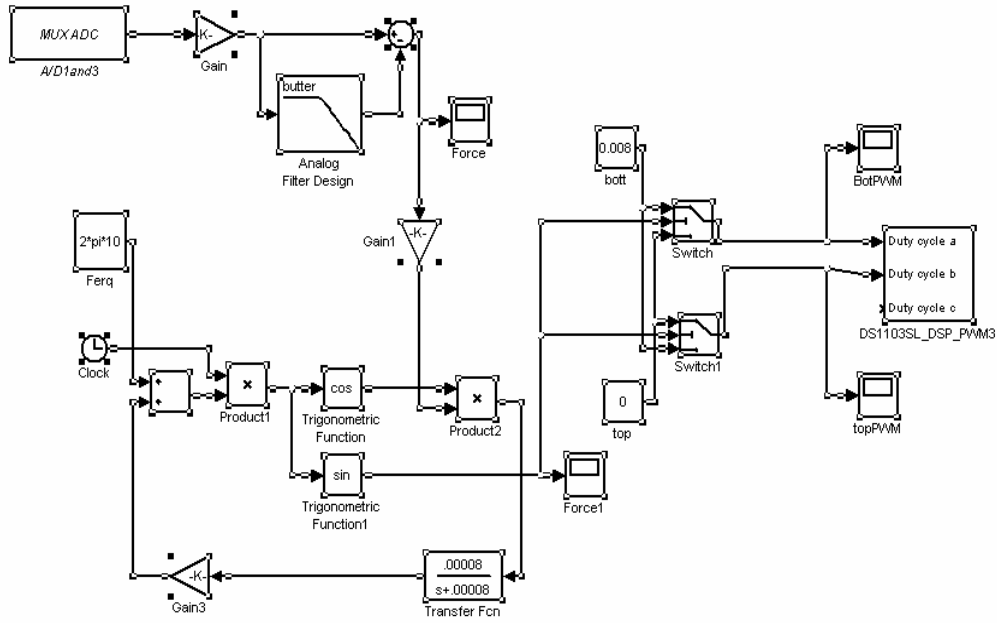 MUX ADC
A/D1and3
-K-
Gain
butter
Analog
Filter Design
Force
0.008
bott
BotPWM
-K-
Gain1
2*pi*10
Ferq
Switch
Duty cycle a
Duty cycle b
Duty cycle c
DS1103SL_DSP_PWM3
Clock
Switch1
Product1
cos
Trigonometric
Function
Product2
0
top
topPWM
sin
Trigonometric
Function1
Force1
-K-
Gain3
.00008
s+.00008
Transfer Fcn